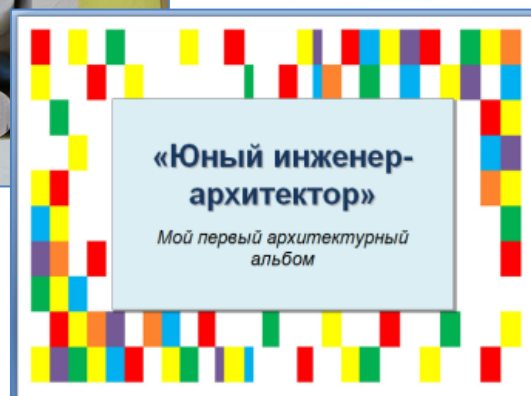 «Юный инженер-
архитектор»
Мой первый архитектурный
альбом